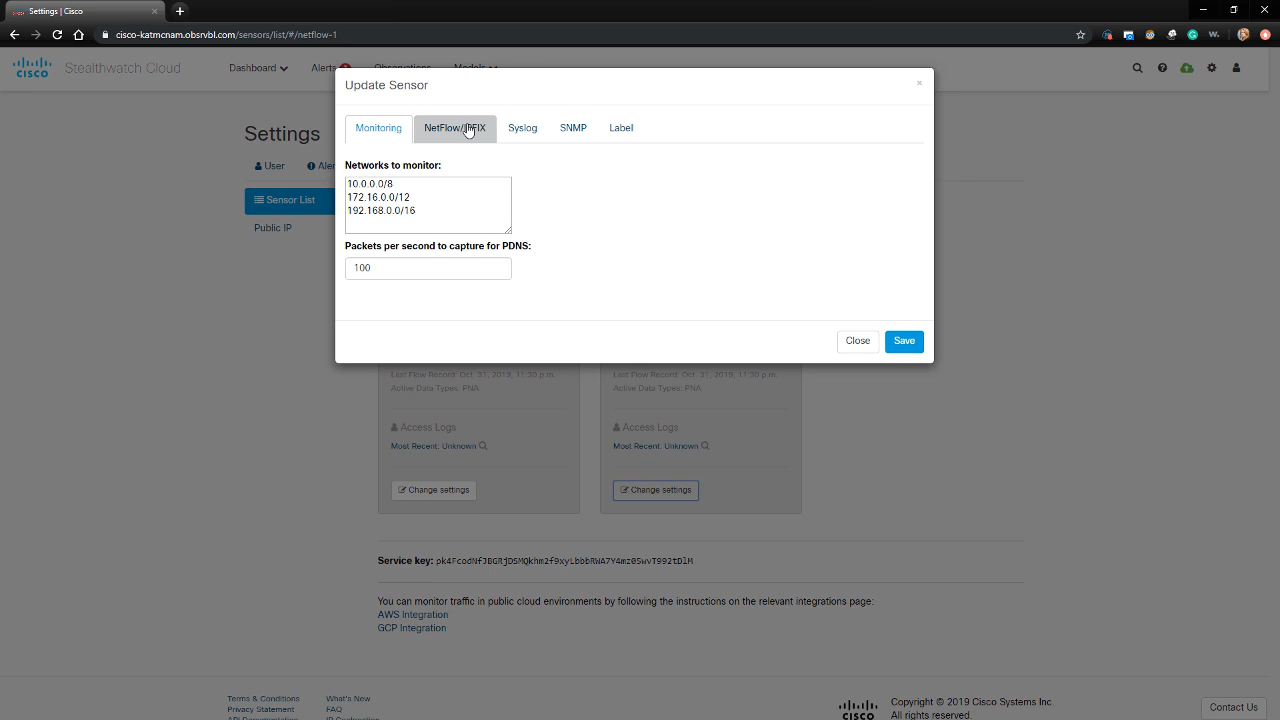 Settings | Cisco
cisco-katmcnam.obsrvbl.com/sensors/list/#/netflow-1
cisco Stealthwatch Cloud Dashboard Alerts Observations Models
Update Sensor ×
Settings
Monitoring NetFlow/IPFIX Syslog SNMP Label
User Aler
Networks to monitor:
10.0.0.0/8
172.16.0.0/12
192.168.0.0/16
Sensor List
Public IP
Packets per second to capture for PDNS:
100
Close Save
Last Flow Record: Oct. 31, 2019, 11:30 p.m. Last Flow Record: Oct. 31, 2019, 11:30 p.m.
Active Data Types: PNA Active Data Types: PNA
Access Logs Access Logs
Most Recent: Unknown Most Recent: Unknown
Change settings Change settings
Service key: pk4FcodNfJBGRjDSMQkhm2f9xyLbbbRWA7Y4mz05wvT992tDlM
You can monitor traffic in public cloud environments by following the instructions on the relevant integrations page:
AWS Integration
GCP Integration
Terms & Conditions What's New
Privacy Statement FAQ
cisco Copyright © 2019 Cisco Systems Inc.
All rights reserved.
Contact Us